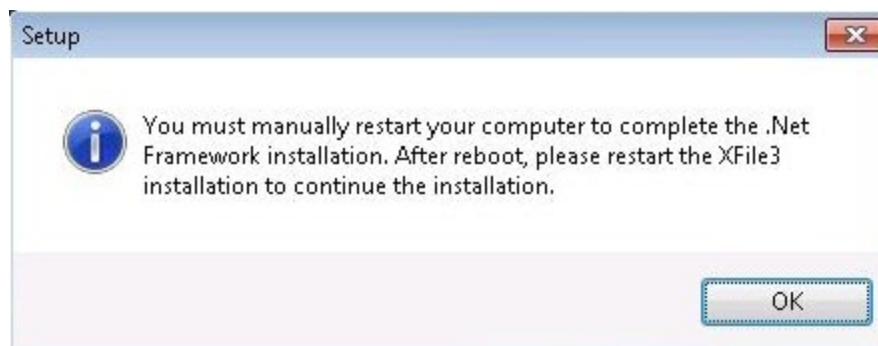 Setup
You must manually restart your computer to complete the .Net
Framework installation. After reboot, please restart the XFile3
installation to continue the installation.
OK